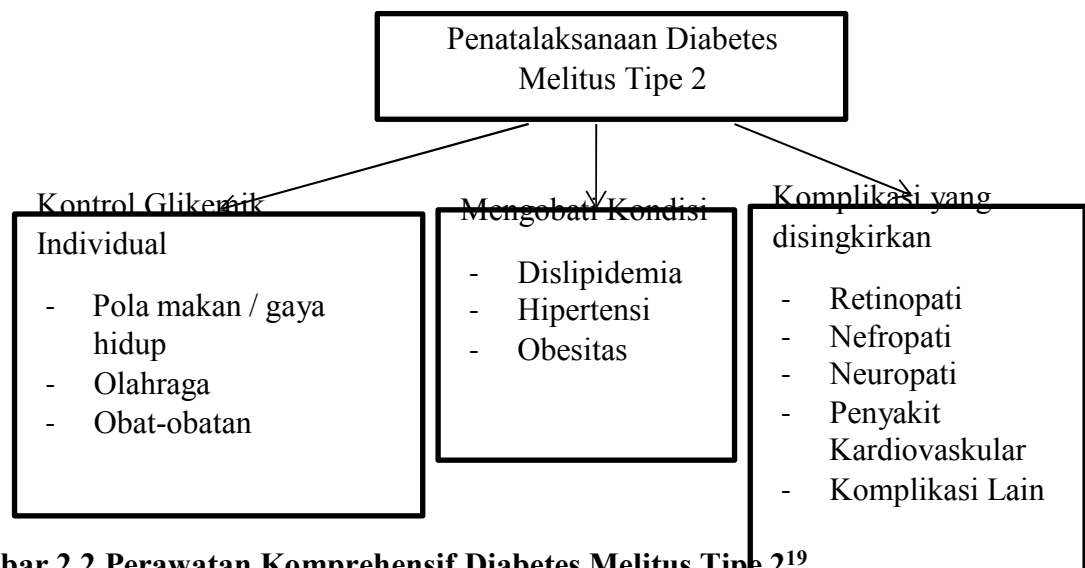 Penatalaksanaan Diabetes
Melitus Tipe 2
Kontrol Glikemik
Individual
- Pola makan / gaya
hidup
- Olahraga
- Obat-obatan
Mengobati Kondisi
- Dislipidemia
- Hipertensi
- Obesitas
Komplikasi yang
disingkirkan
- Retinopati
- Nefropati
- Neuropati
- Penyakit
Kardiovaskular
- Komplikasi Lain
bar 2.2 Perawatan Komprehensif Diabetes Melitus Tipe 2¹⁹